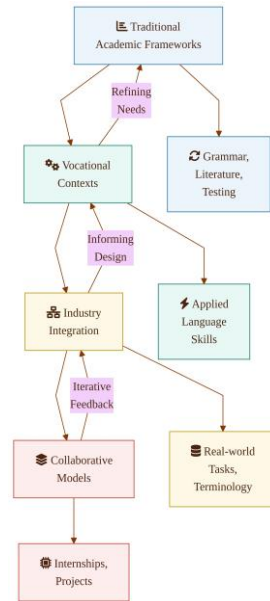 Traditional
Academic Frameworks
Refining
Needs
Vocational
Contexts
Grammar,
Literature,
Testing
Informing
Design
Industry
Integration
Applied
Language
Skills
Iterative
Feedback
Collaborative
Models
Real-world
Tasks,
Terminology
Internships,
Projects